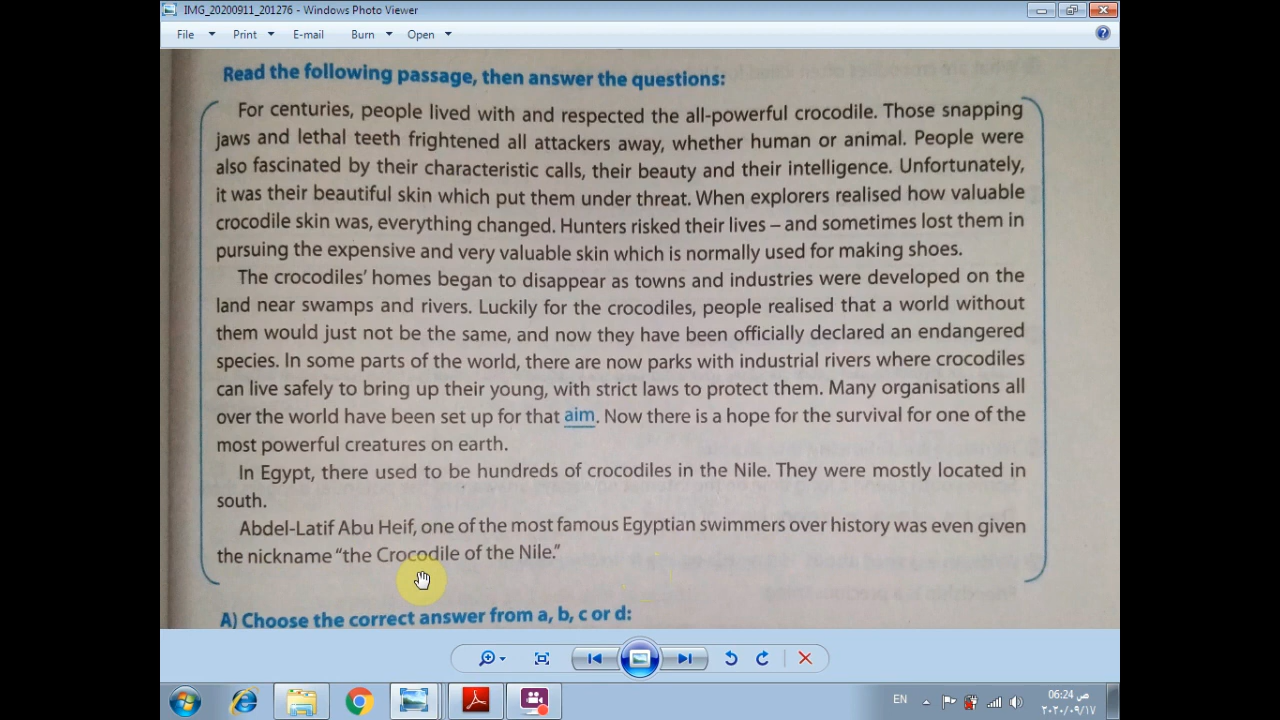 IMG_20200911_201276 - Windows Photo Viewer
File Print E-mail Burn Open
Read the following passage, then answer the questions:
For centuries, people lived with and respected the all-powerful crocodile. Those snapping
jaws and lethal teeth frightened all attackers away, whether human or animal. People were
also fascinated by their characteristic calls, their beauty and their intelligence. Unfortunately,
it was their beautiful skin which put them under threat. When explorers realised how valuable
crocodile skin was, everything changed. Hunters risked their lives – and sometimes lost them in
pursuing the expensive and very valuable skin which is normally used for making shoes.
The crocodiles' homes began to disappear as towns and industries were developed on the
land near swamps and rivers. Luckily for the crocodiles, people realised that a world without
them would just not be the same, and now they have been officially declared an endangered
species. In some parts of the world, there are now parks with industrial rivers where crocodiles
can live safely to bring up their young, with strict laws to protect them. Many organisations all
over the world have been set up for that aim. Now there is a hope for the survival for one of the
most powerful creatures on earth.
In Egypt, there used to be hundreds of crocodiles in the Nile. They were mostly located in
south.
Abdel-Latif Abu Heif, one of the most famous Egyptian swimmers over history was even given
the nickname "the Crocodile of the Nile."
A) Choose the correct answer from a, b, c or d:
EN
06:24 ص
٢٠٢٠/٠٩/١٧